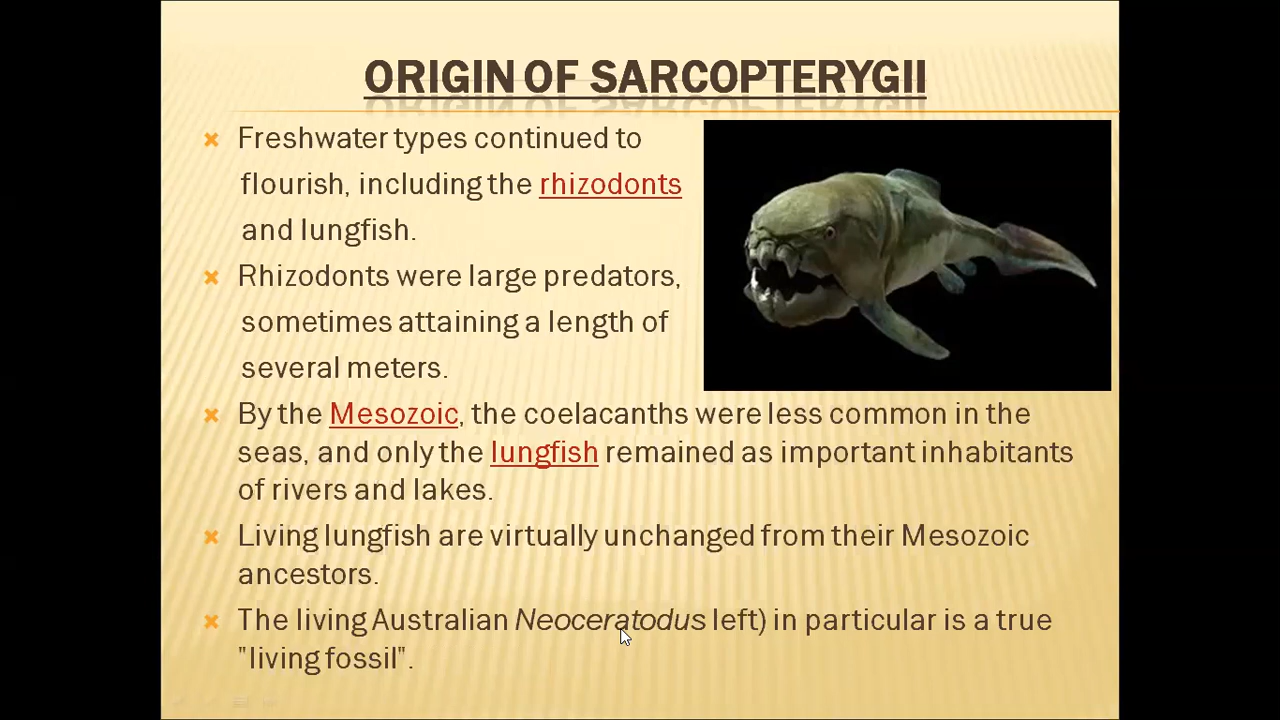 ORIGIN OF SARCOPTERYGII
Freshwater types continued to
flourish, including the rhizodonts
and lungfish.
Rhizodonts were large predators,
sometimes attaining a length of
several meters.
By the Mesozoic, the coelacanths were less common in the
seas, and only the lungfish remained as important inhabitants
of rivers and lakes.
Living lungfish are virtually unchanged from their Mesozoic
ancestors.
The living Australian Neoceratodus left) in particular is a true
"living fossil".